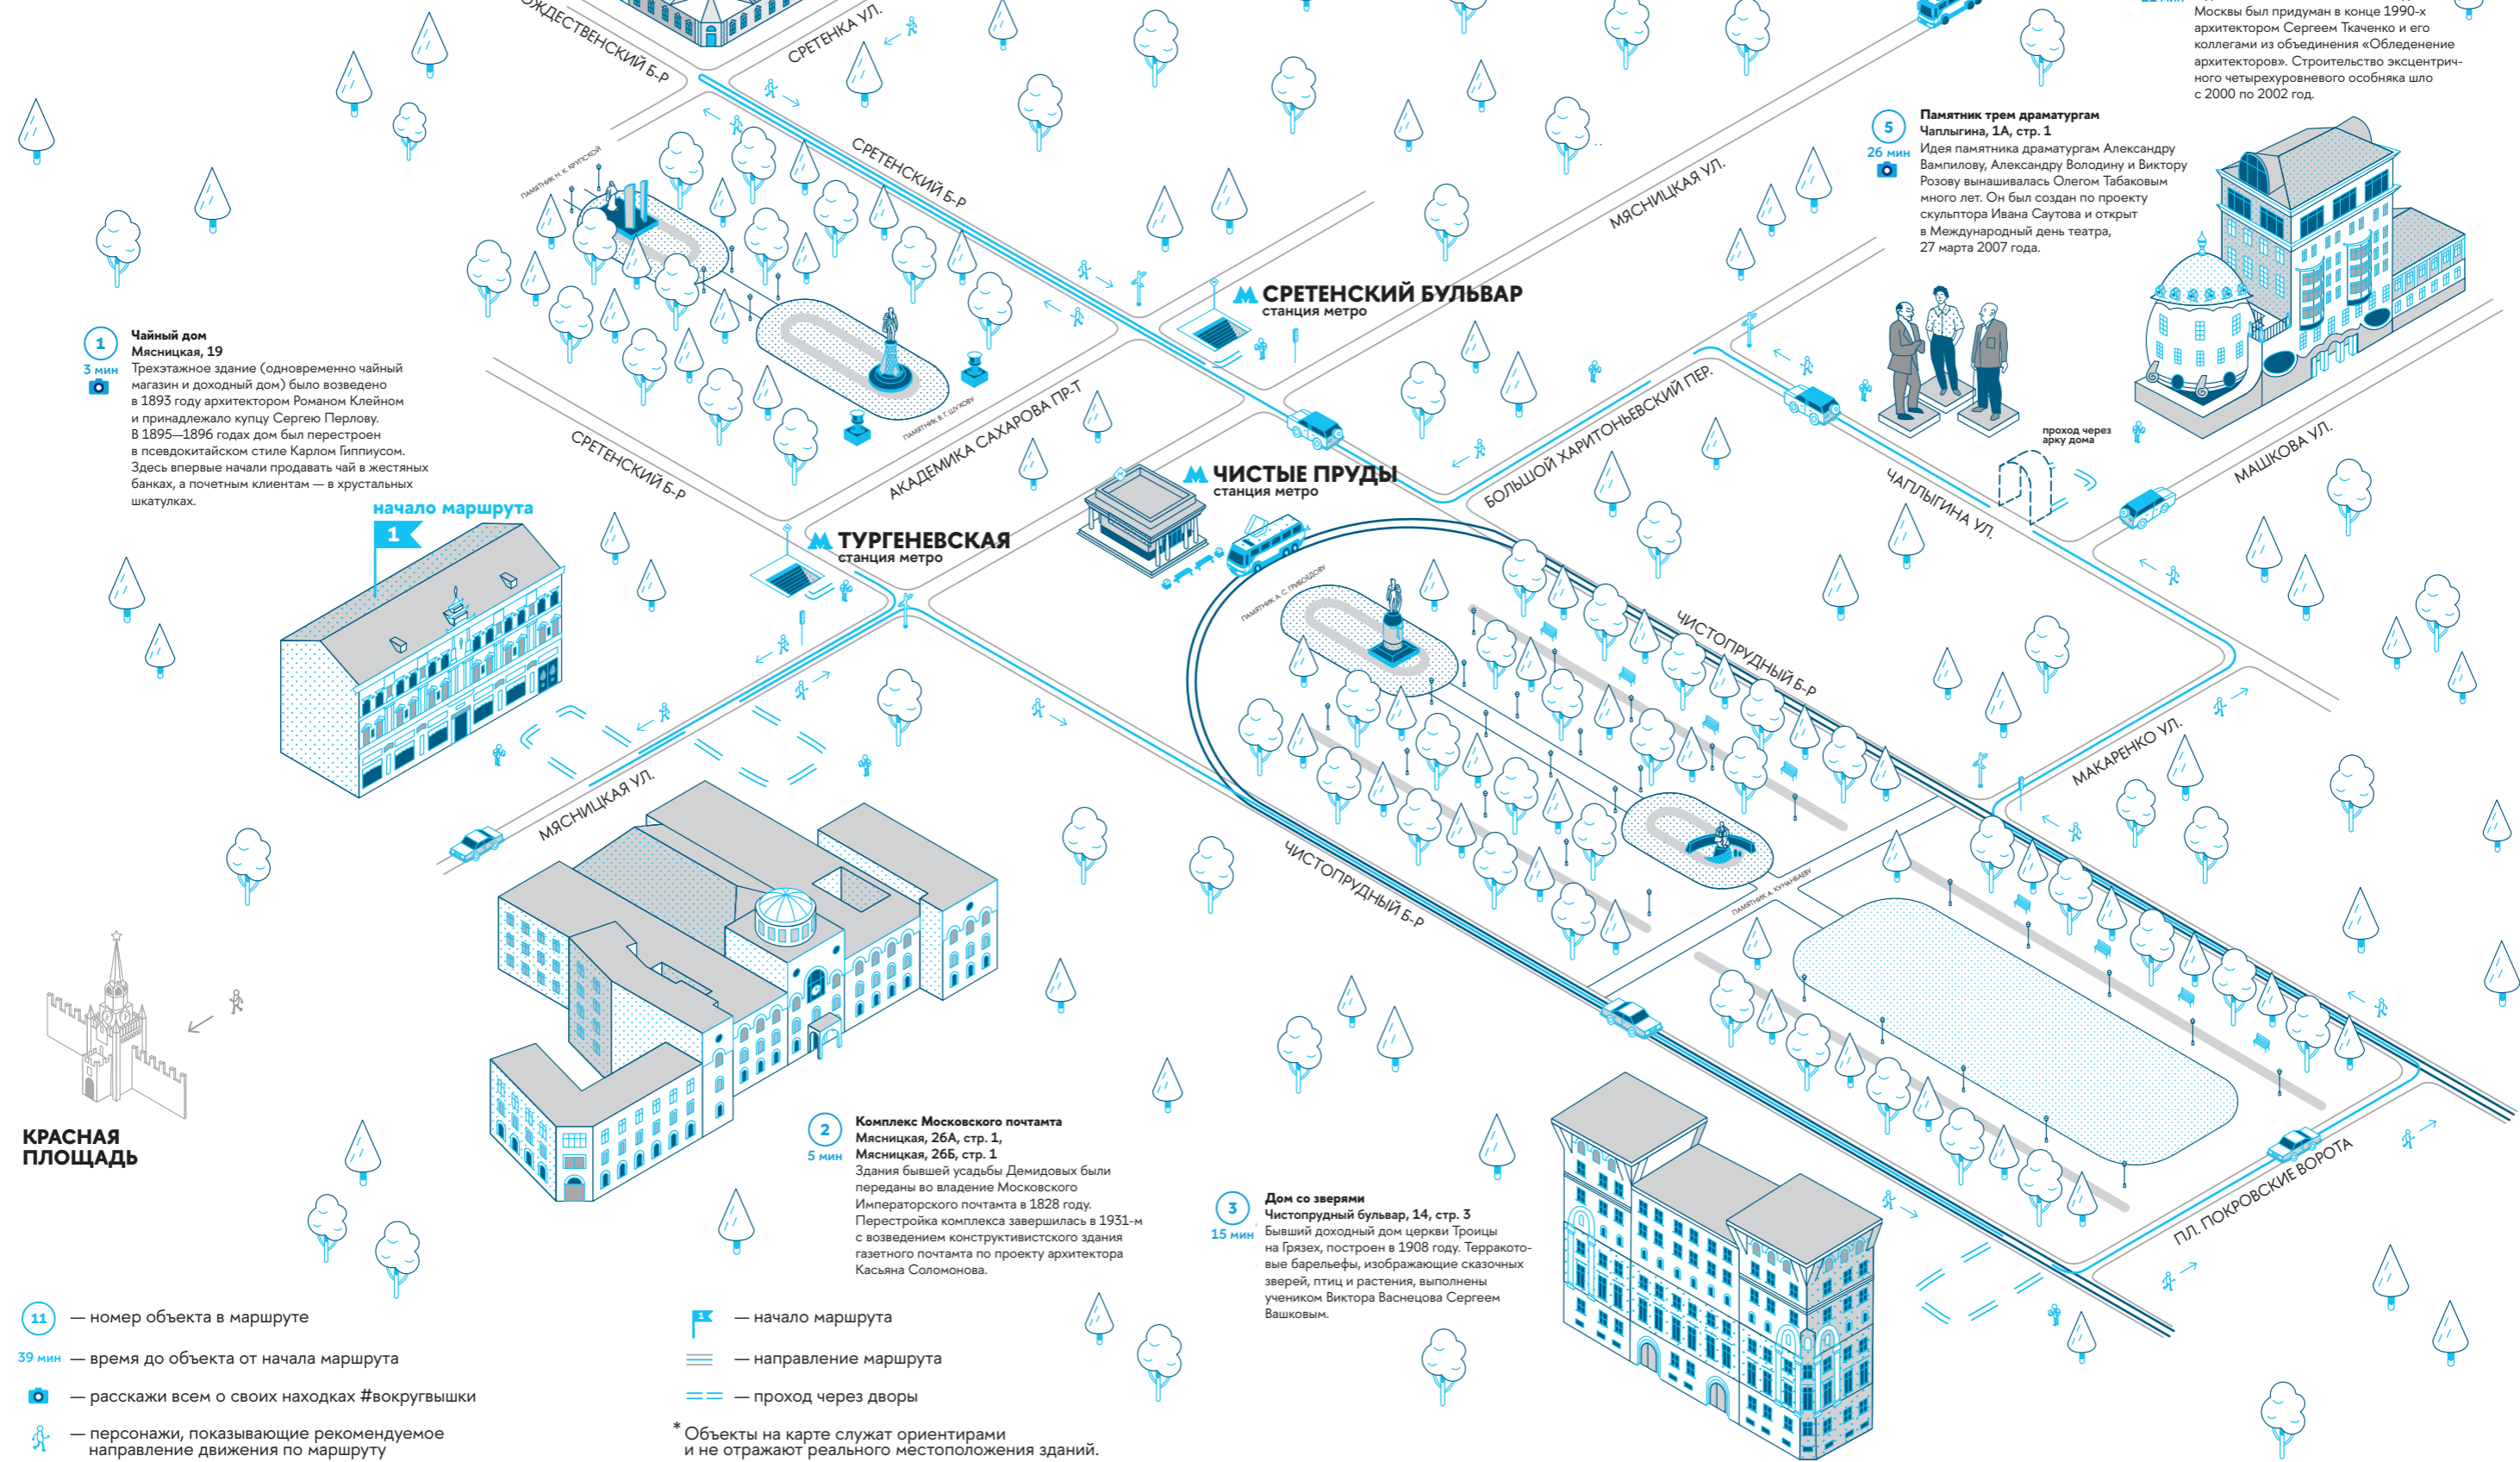 РОЖДЕСТВЕНСКИЙ Б-Р
СРЕТЕНКА УЛ.
Москвы был придуман в конце 1990-х
архитектором Сергеем Ткаченко и его
коллегами из объединения «Обледенение
архитекторов». Строительство эксцентрич-
ного четырехуровневого особняка шло
с 2000 по 2002 год.
5
26 мин
Памятник трем драматургам
Чаплыгина, 1А, стр. 1
Идея памятника драматургам Александру
Вампилову, Александру Володину и Виктору
Розову вынашивалась Олегом Табаковым
много лет. Он был создан по проекту
скульптора Ивана Саутова и открыт
в Международный день театра,
27 марта 2007 года.
ПАМЯТНИК Н. К. КРУПСКОЙ
СРЕТЕНСКИЙ Б-Р
МЯСНИЦКАЯ УЛ.
СРЕТЕНСКИЙ БУЛЬВАР
станция метро
1
3 мин
Чайный дом
Мясницкая, 19
Трехэтажное здание (одновременно чайный
магазин и доходный дом) было возведено
в 1893 году архитектором Романом Клейном
и принадлежало купцу Сергею Перлову.
В 1895—1896 годах дом был перестроен
в псевдокитайском стиле Карлом Гиппиусом.
Здесь впервые начали продавать чай в жестяных
банках, а почетным клиентам — в хрустальных
шкатулках.
ПАМЯТНИК В. Г. ШУХОВУ
СРЕТЕНСКИЙ Б-Р
АКАДЕМИКА САХАРОВА ПР-Т
БОЛЬШОЙ ХАРИТОНЬЕВСКИЙ ПЕР.
проход через
арку дома
ЧАПЛЫГИНА УЛ.
МАШКОВА УЛ.
ЧИСТЫЕ ПРУДЫ
станция метро
начало маршрута
1
ТУРГЕНЕВСКАЯ
станция метро
ПАМЯТНИК А. С. ГРИБОЕДОВУ
ЧИСТОПРУДНЫЙ Б-Р
МАКАРЕНКО УЛ.
МЯСНИЦКАЯ УЛ.
ЧИСТОПРУДНЫЙ Б-Р
ПАМЯТНИК А. КУНАНБАЕВУ
КРАСНАЯ
ПЛОЩАДЬ
2
5 мин
Комплекс Московского почтамта
Мясницкая, 26А, стр. 1,
Мясницкая, 26Б, стр. 1
Здания бывшей усадьбы Демидовых были
переданы во владение Московского
Императорского почтамта в 1828 году.
Перестройка комплекса завершилась в 1931-м
с возведением конструктивистского здания
газетного почтамта по проекту архитектора
Касьяна Соломонова.
3
15 мин
Дом со зверями
Чистопрудный бульвар, 14, стр. 3
Бывший доходный дом церкви Троицы
на Грязех, построен в 1908 году. Терракото-
вые барельефы, изображающие сказочных
зверей, птиц и растения, выполнены
учеником Виктора Васнецова Сергеем
Вашковым.
ПЛ. ПОКРОВСКИЕ ВОРОТА
11 — номер объекта в маршруте
39 мин — время до объекта от начала маршрута
— расскажи всем о своих находках #вокругвышки
— персонажи, показывающие рекомендуемое
направление движения по маршруту
1 — начало маршрута
— направление маршрута
— проход через дворы
* Объекты на карте служат ориентирами
и не отражают реального местоположения зданий.